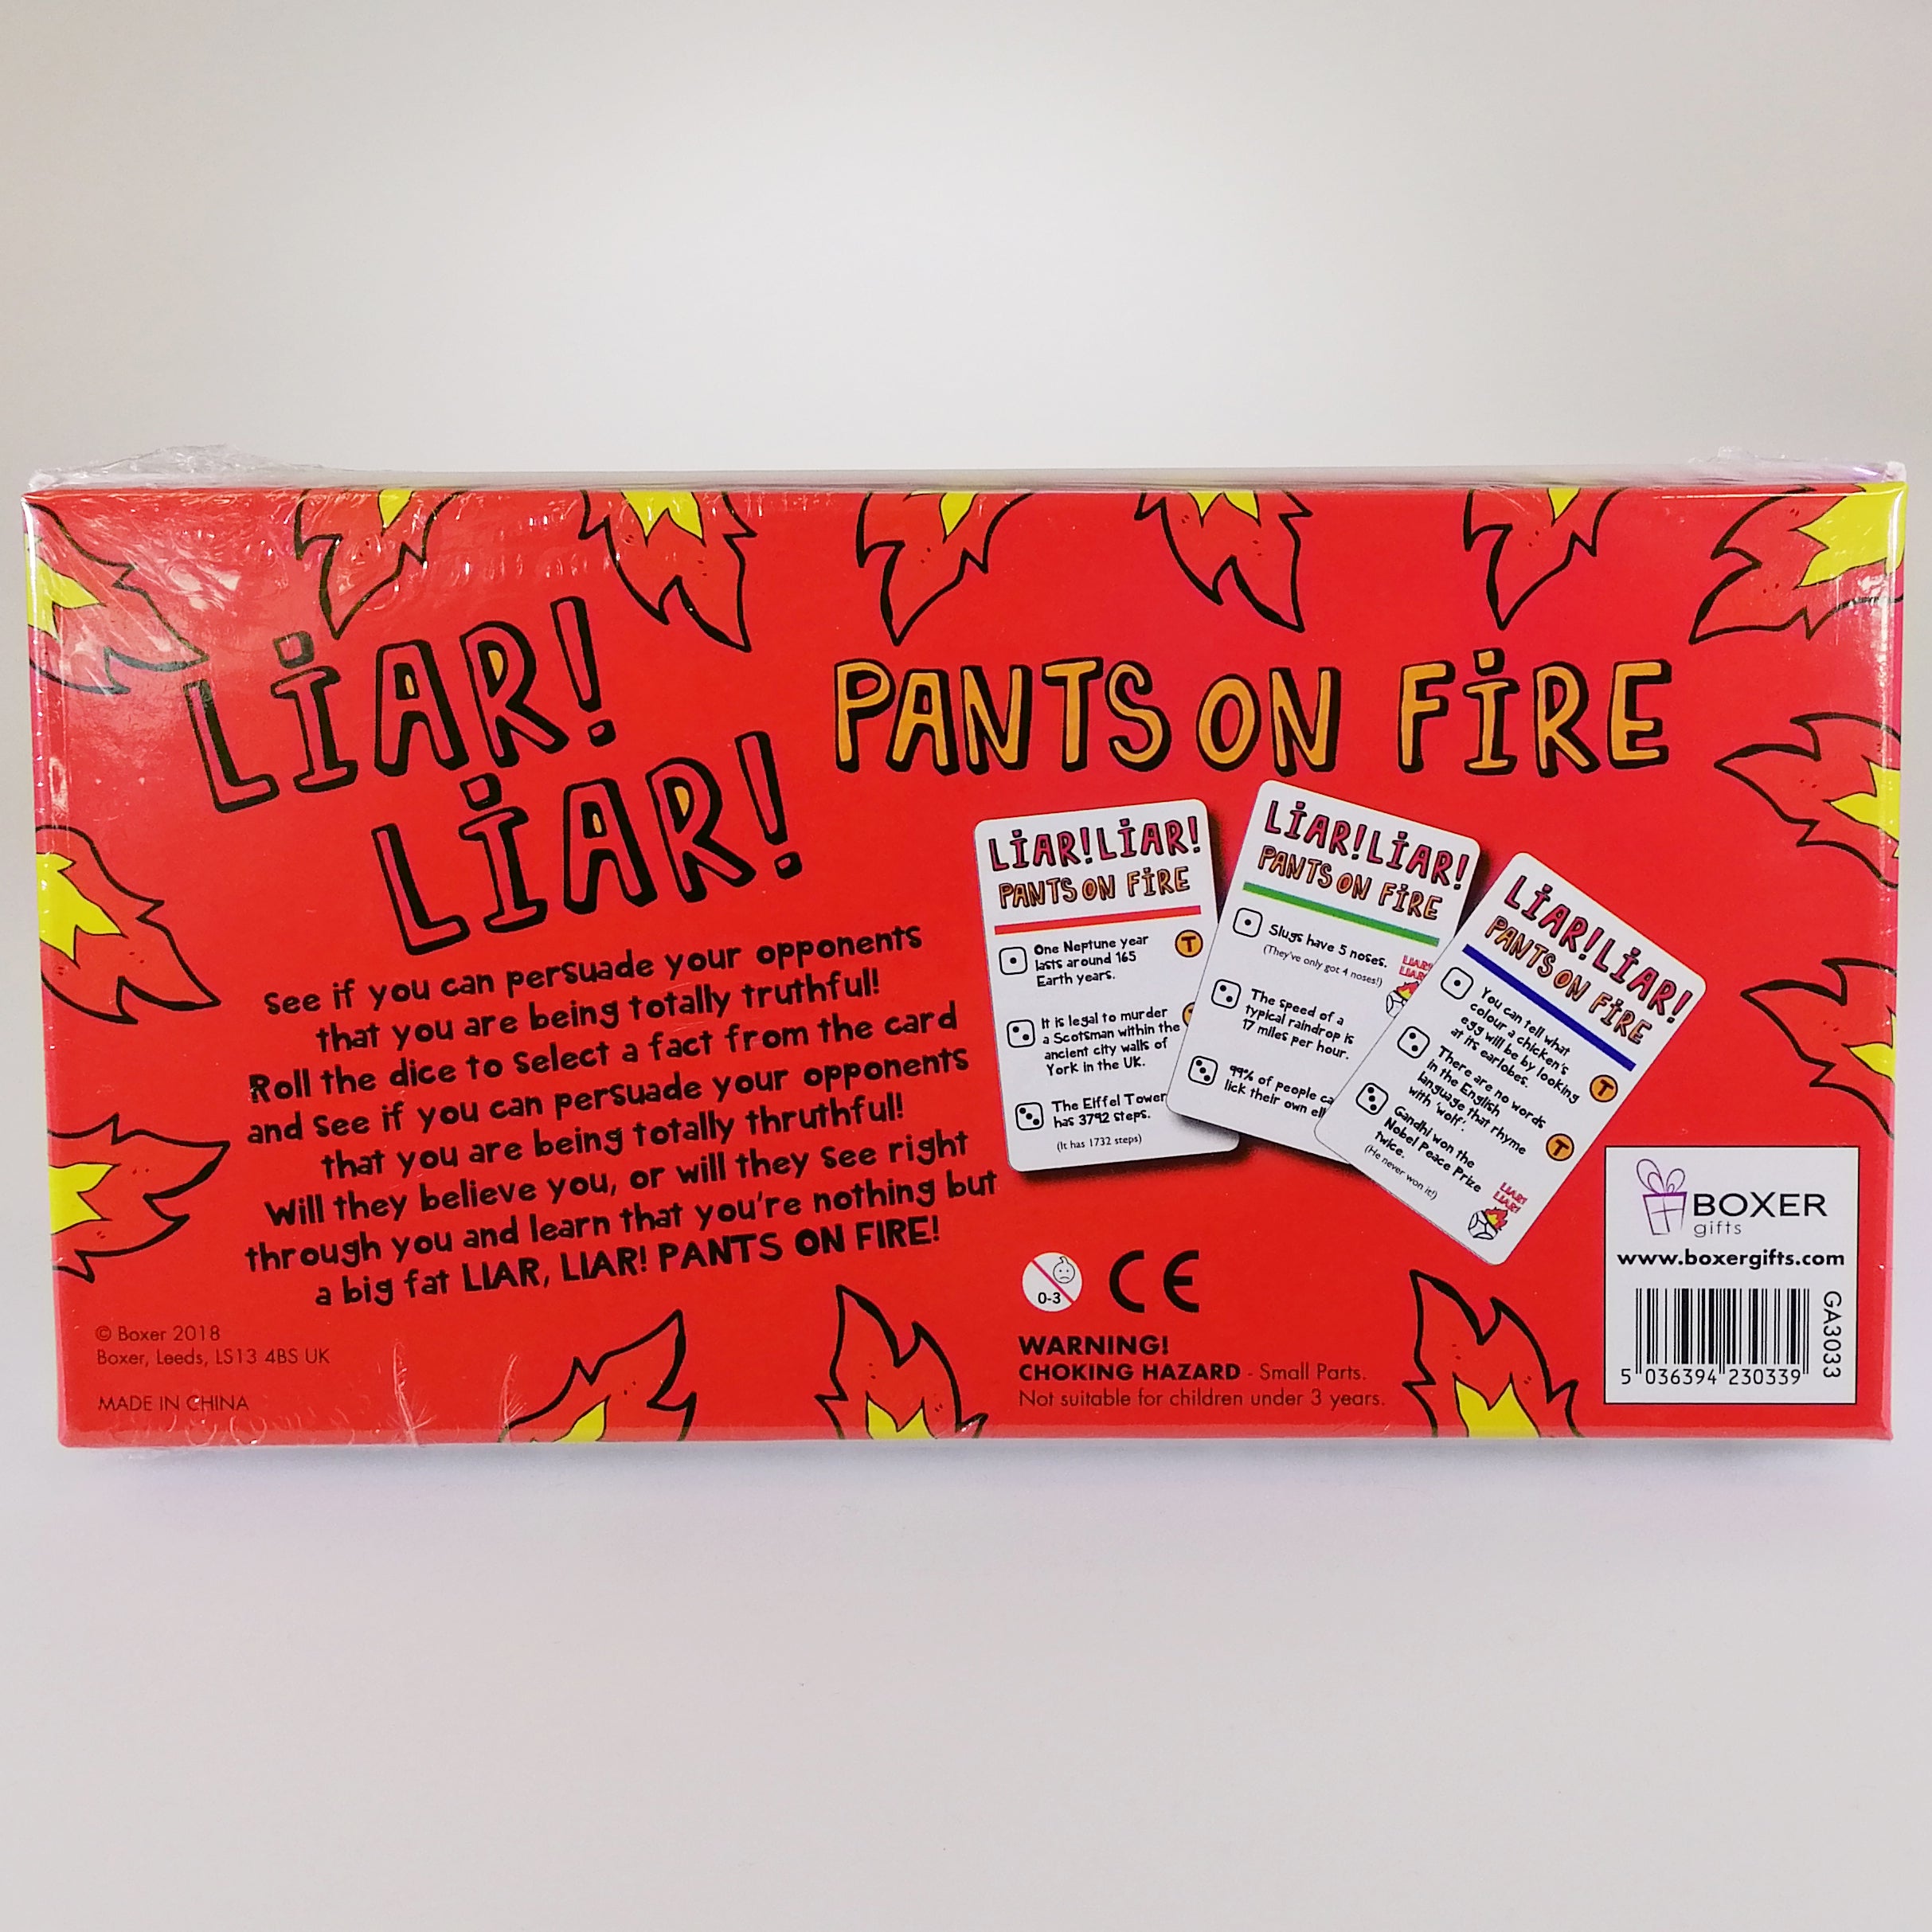 LIAR!
LIAR!
PANTS ON FIRE
See if you can persuade your opponents
that you are being totally truthful!
Roll the dice to select a fact from the card
and see if you can persuade your opponents
that you are being totally thruthful!
Will they believe you, or will they see right
through you and learn that you're nothing but
a big fat LIAR, LIAR! PANTS ON FIRE!
© Boxer 2018
Boxer, Leeds, LS13 4BS UK
MADE IN CHINA
LIAR! LIAR!
PANTS ON FIRE
One Neptune year
lasts around 165
Earth years.
T
It is legal to murder
a Scotsman within the
ancient city walls of
York in the UK.
The Eiffel Tower
has 3792 steps.
(It has 1732 steps)
LIAR! LIAR!
PANTS ON FIRE
Slugs have 5 noses.
(They've only got 4 noses!)
LIAR!
LIAR!
The speed of a
typical raindrop is
17 miles per hour.
99% of people
lick their own
LIAR! LIAR!
PANTS ON FIRE
You can tell what
colour a chicken's
egg will be by looking
at its earlobes.
T
There are no words
in the English
language that rhyme
with 'wolf'.
T
Gandhi won the
Nobel Peace Prize
twice.
(He never won it!)
LIAR!
LIAR!
0-3
CE
WARNING!
CHOKING HAZARD - Small Parts.
Not suitable for children under 3 years.
BOXER
gifts
www.boxergifts.com
GA3033
5 036394 230339